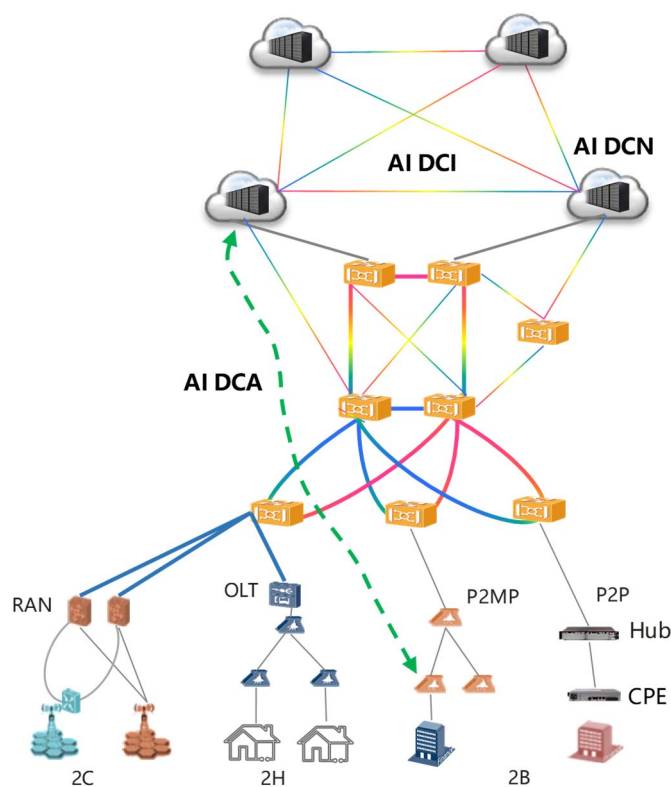 AI DCN
AI DCI
AI DCA
RAN
OLT
P2MP
P2P
Hub
CPE
2C
2H
2B